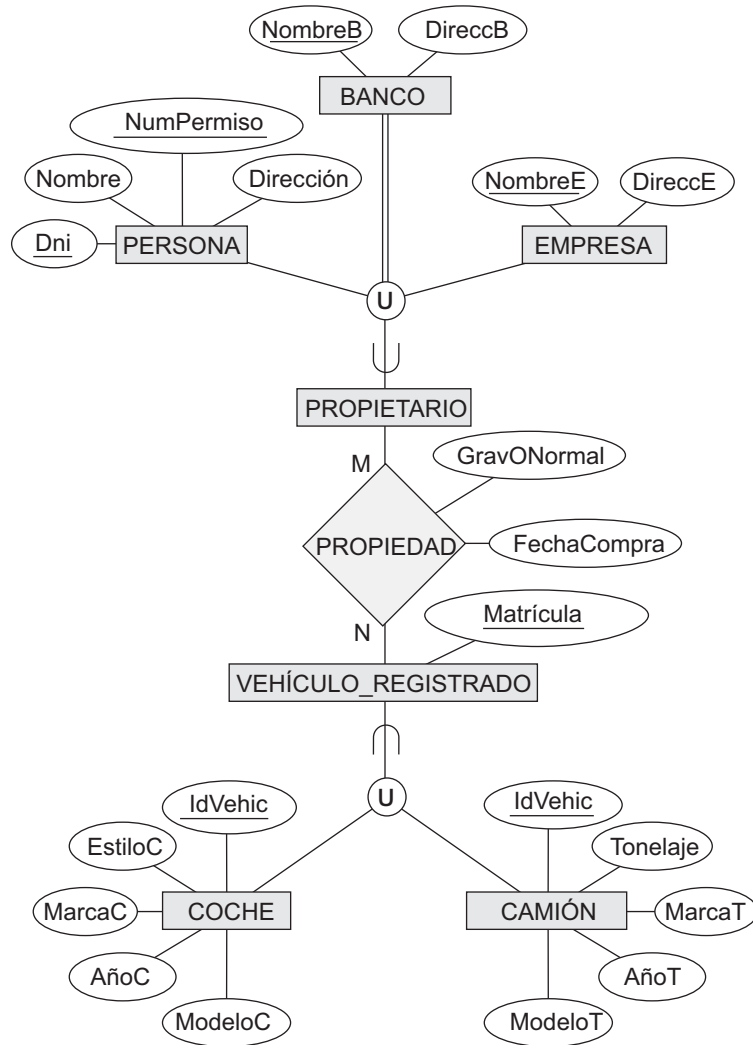 NombreB
DireccB
BANCO
NumPermiso
Nombre
Dirección
NombreE
DireccE
Dni
PERSONA
EMPRESA
U
PROPIETARIO
M
GravONormal
PROPIEDAD
FechaCompra
N
Matrícula
VEHÍCULO_REGISTRADO
U
IdVehic
IdVehic
EstiloC
Tonelaje
MarcaC
COCHE
CAMIÓN
MarcaT
AñoC
AñoT
ModeloC
ModeloT